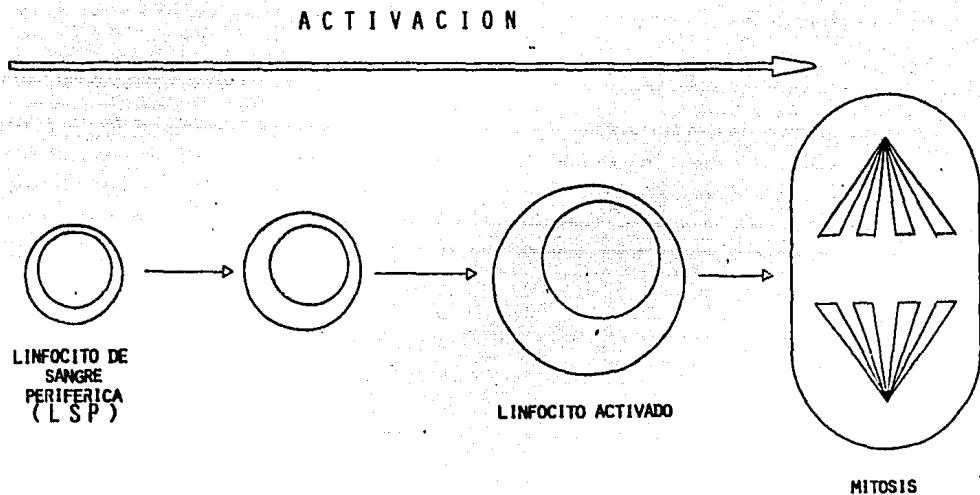 ACTIVACION
LINFOCITO DE
SANGRE
PERIFERICA
(LSP)
LINFOCITO ACTIVADO
MITOSIS